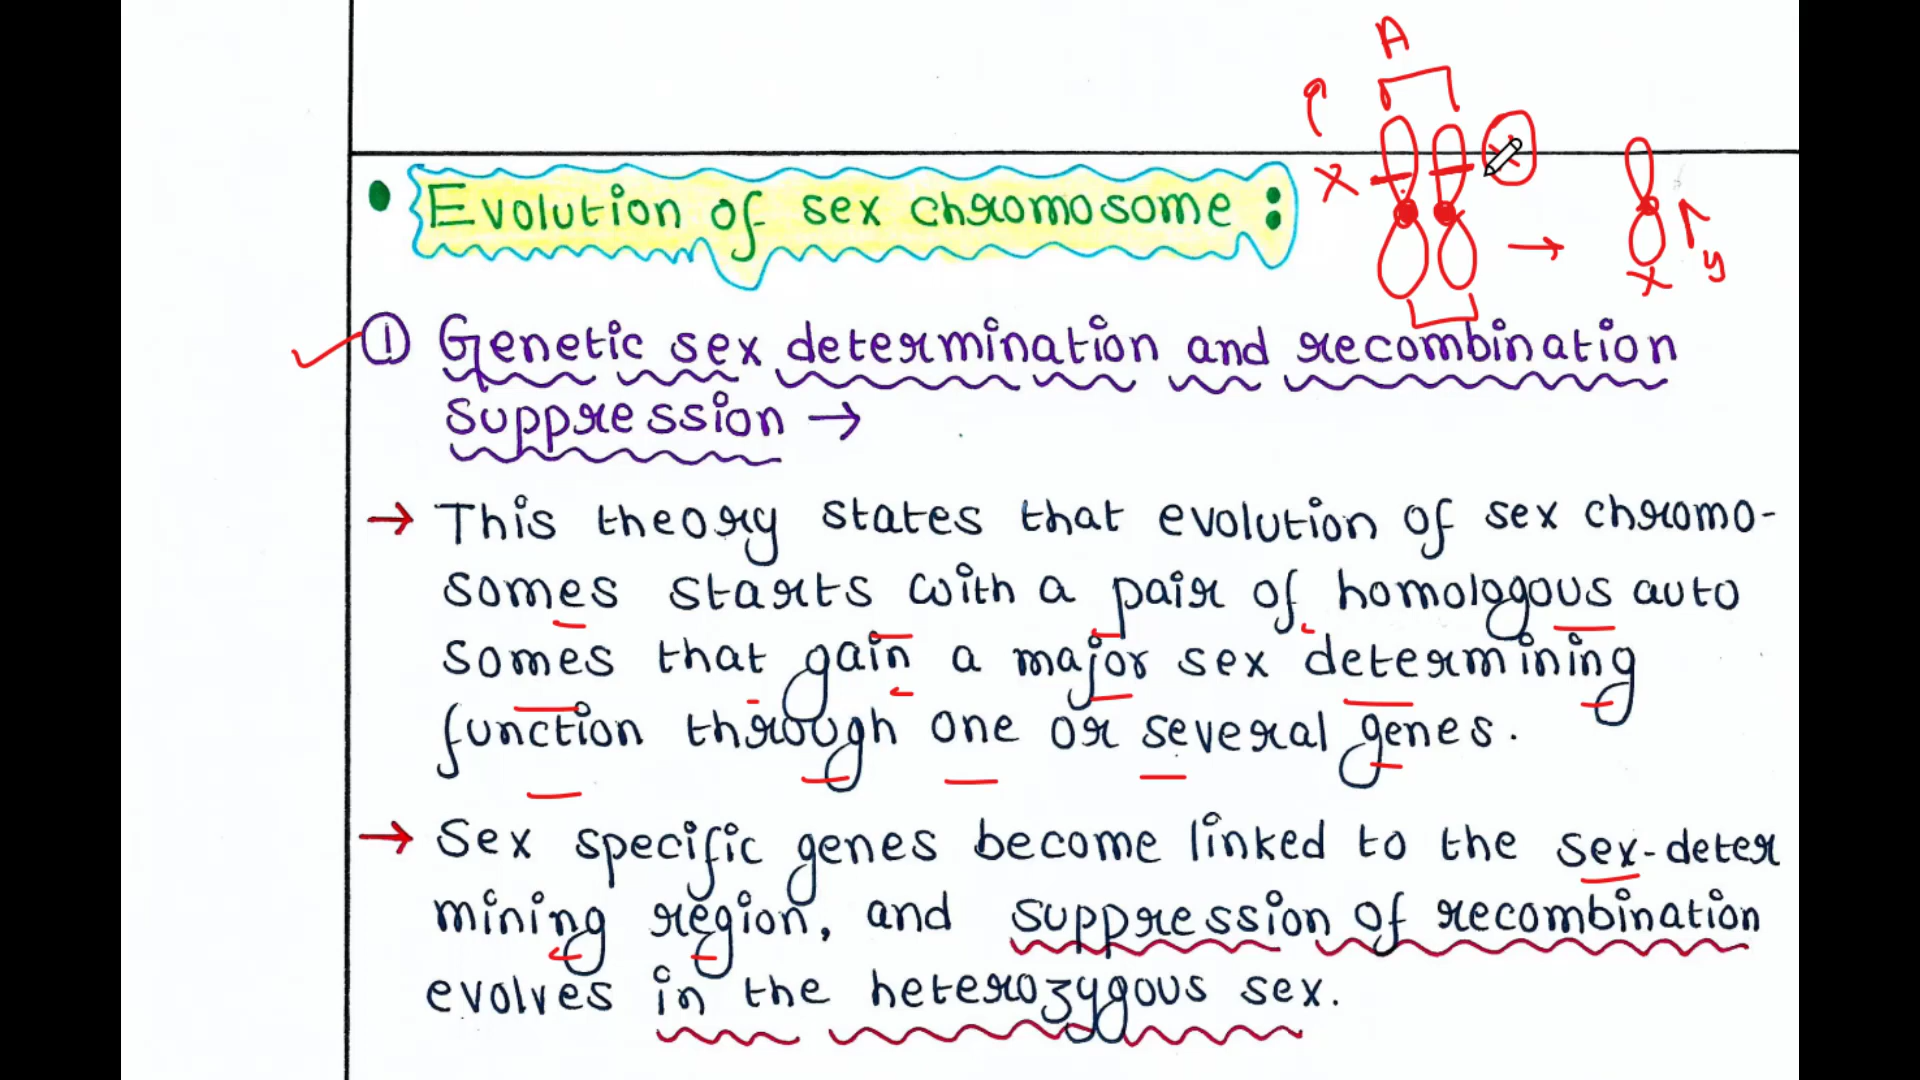 A
x
x
x y
• Evolution of sex chromosome :
① Genetic sex determination and recombination
suppression →
→ This theory states that evolution of sex chromo-
somes starts with a pair of homologous auto
somes that gain a major sex determining
function through one or several genes.
→ Sex specific genes become linked to the sex-deter
mining region, and suppression of recombination
evolves in the heterozygous sex.